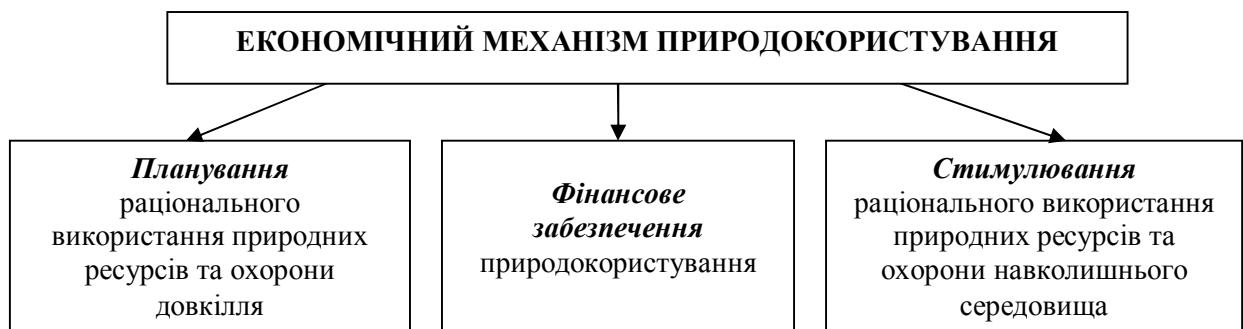 ЕКОНОМІЧНИЙ МЕХАНІЗМ ПРИРОДОКОРИСТУВАННЯ
Планування
раціонального
використання природних
ресурсів та охорони
довкілля
Фінансове
забезпечення
природокористування
Стимулювання
раціонального використання
природних ресурсів та
охорони навколишнього
середовища